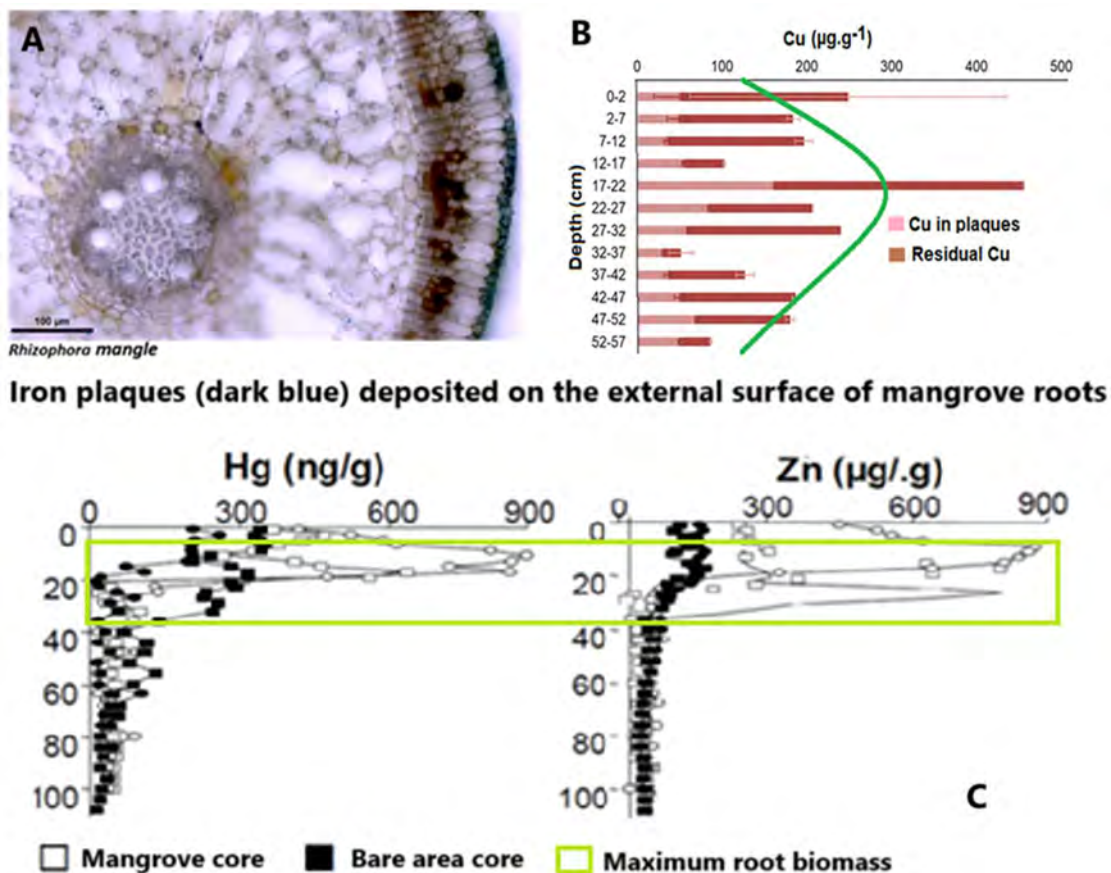 A
100 µm
Rhizophora mangle
B
Cu (µg.g-1)
0 100 200 300 400 500
Depth (cm)
0-2
2-7
7-12
12-17
17-22
22-27
27-32
32-37
37-42
42-47
47-52
52-57
Cu in plaques
Residual Cu
Iron plaques (dark blue) deposited on the external surface of mangrove roots
Hg (ng/g)
0 300 600 900
0
20
40
60
80
100
Zn (µg/.g)
0 300 600 900
0
20
40
60
80
100
C
Mangrove core Bare area core Maximum root biomass